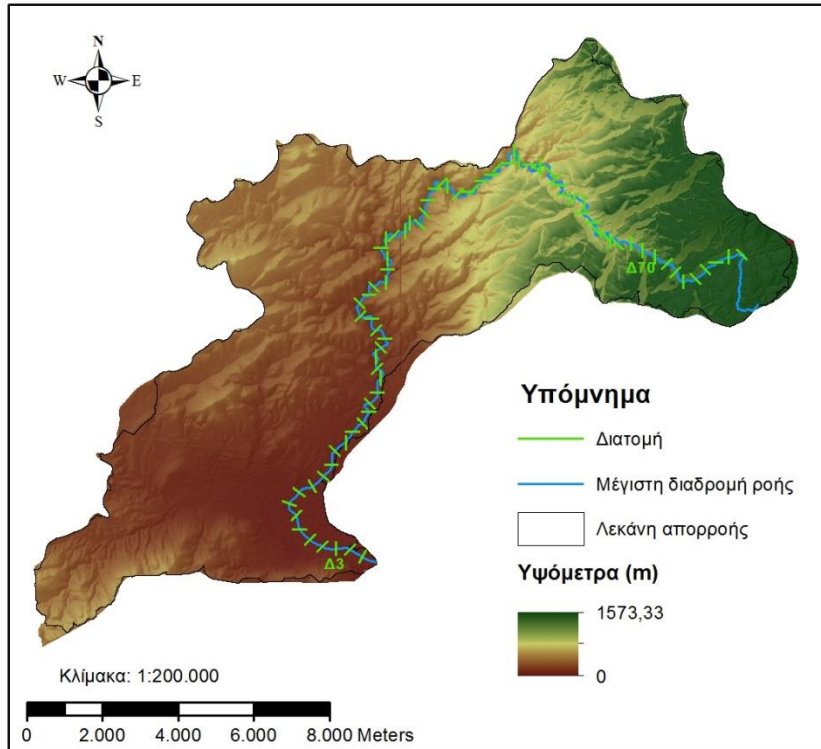 N
W E
S
Δ70
Δ3
Υπόμνημα
Διατομή
Μέγιστη διαδρομή ροής
Λεκάνη απορροής
Υψόμετρα (m)
1573,33
0
Κλίμακα: 1:200.000
0 2.000 4.000 6.000 8.000 Meters